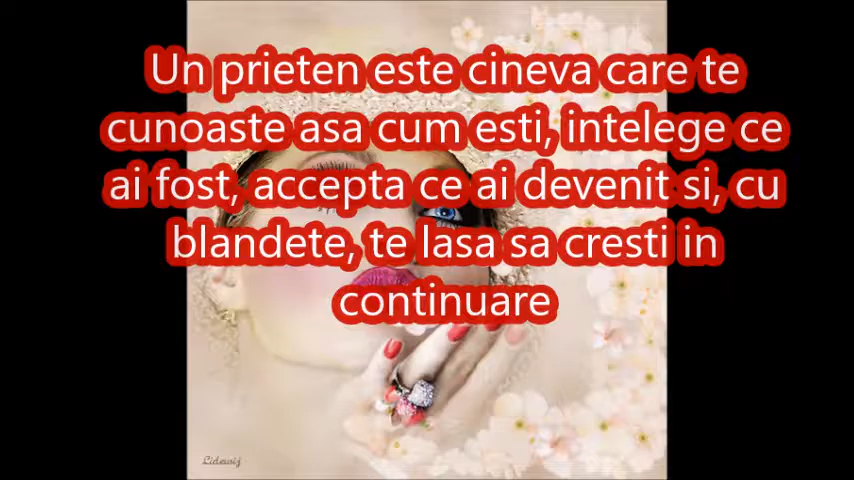 Un prieten este cineva care te
cunoaste asa cum esti, intelege ce
ai fost, accepta ce ai devenit si, cu
blandete, te lasa sa cresti in
continuare
Lidewij